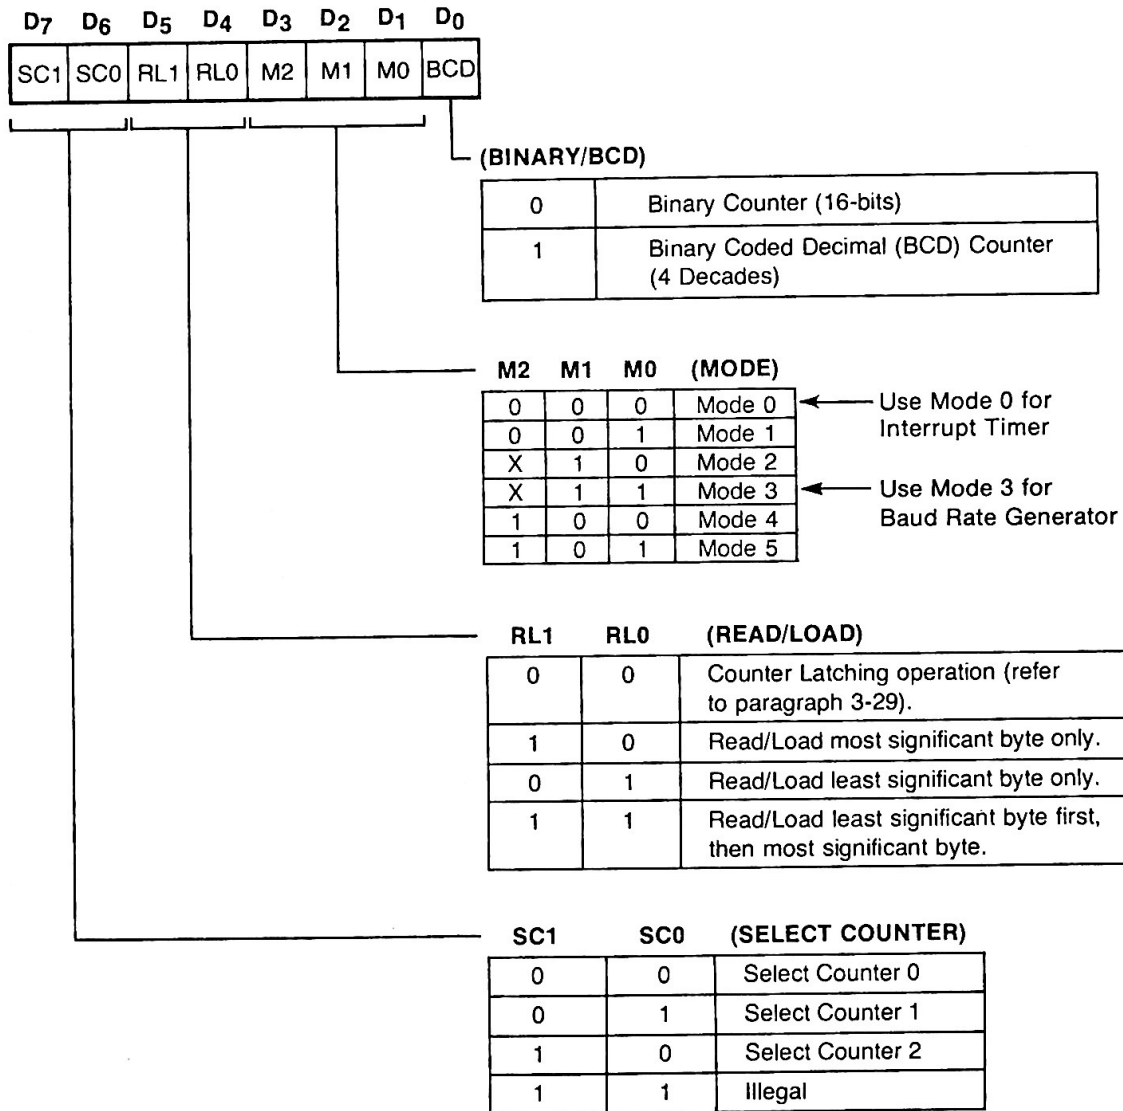 D7 D6 D5 D4 D3 D2 D1 D0
SC1 SC0 RL1 RL0 M2 M1 M0 BCD
(BINARY/BCD)
0 Binary Counter (16-bits)
1 Binary Coded Decimal (BCD) Counter
(4 Decades)
M2 M1 M0 (MODE)
0 0 0 Mode 0
0 0 1 Mode 1
X 1 0 Mode 2
X 1 1 Mode 3
1 0 0 Mode 4
1 0 1 Mode 5
Use Mode 0 for
Interrupt Timer
Use Mode 3 for
Baud Rate Generator
RL1 RL0 (READ/LOAD)
0 0 Counter Latching operation (refer
to paragraph 3-29).
1 0 Read/Load most significant byte only.
0 1 Read/Load least significant byte only.
1 1 Read/Load least significant byte first,
then most significant byte.
SC1 SC0 (SELECT COUNTER)
0 0 Select Counter 0
0 1 Select Counter 1
1 0 Select Counter 2
1 1 Illegal